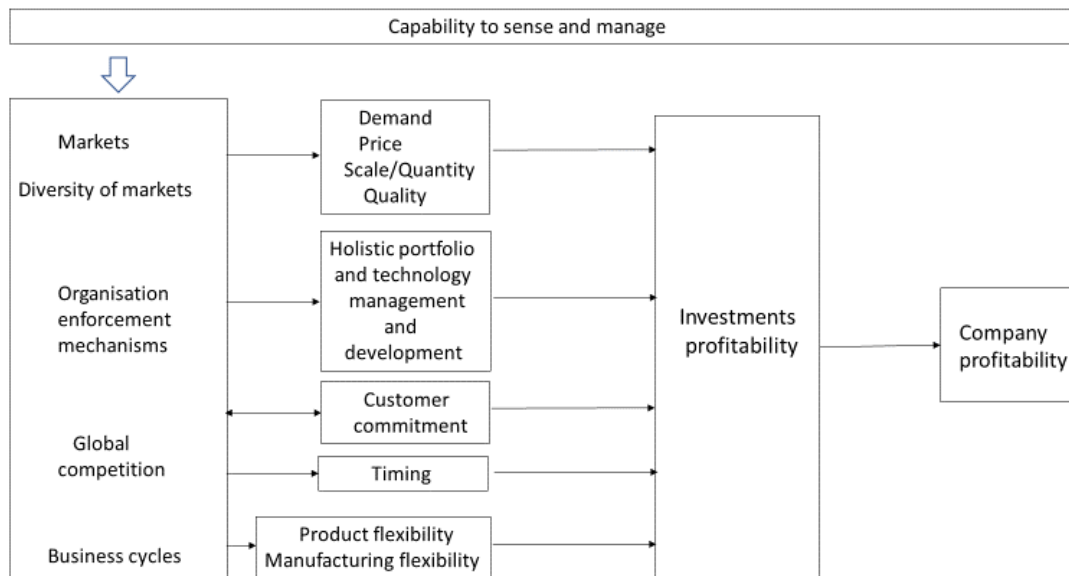 Capability to sense and manage
Markets
Diversity of markets
Organisation
enforcement
mechanisms
Global
competition
Business cycles
Demand
Price
Scale/Quantity
Quality
Holistic portfolio
and technology
management
and
development
Customer
commitment
Timing
Product flexibility
Manufacturing flexibility
Investments
profitability
Company
profitability